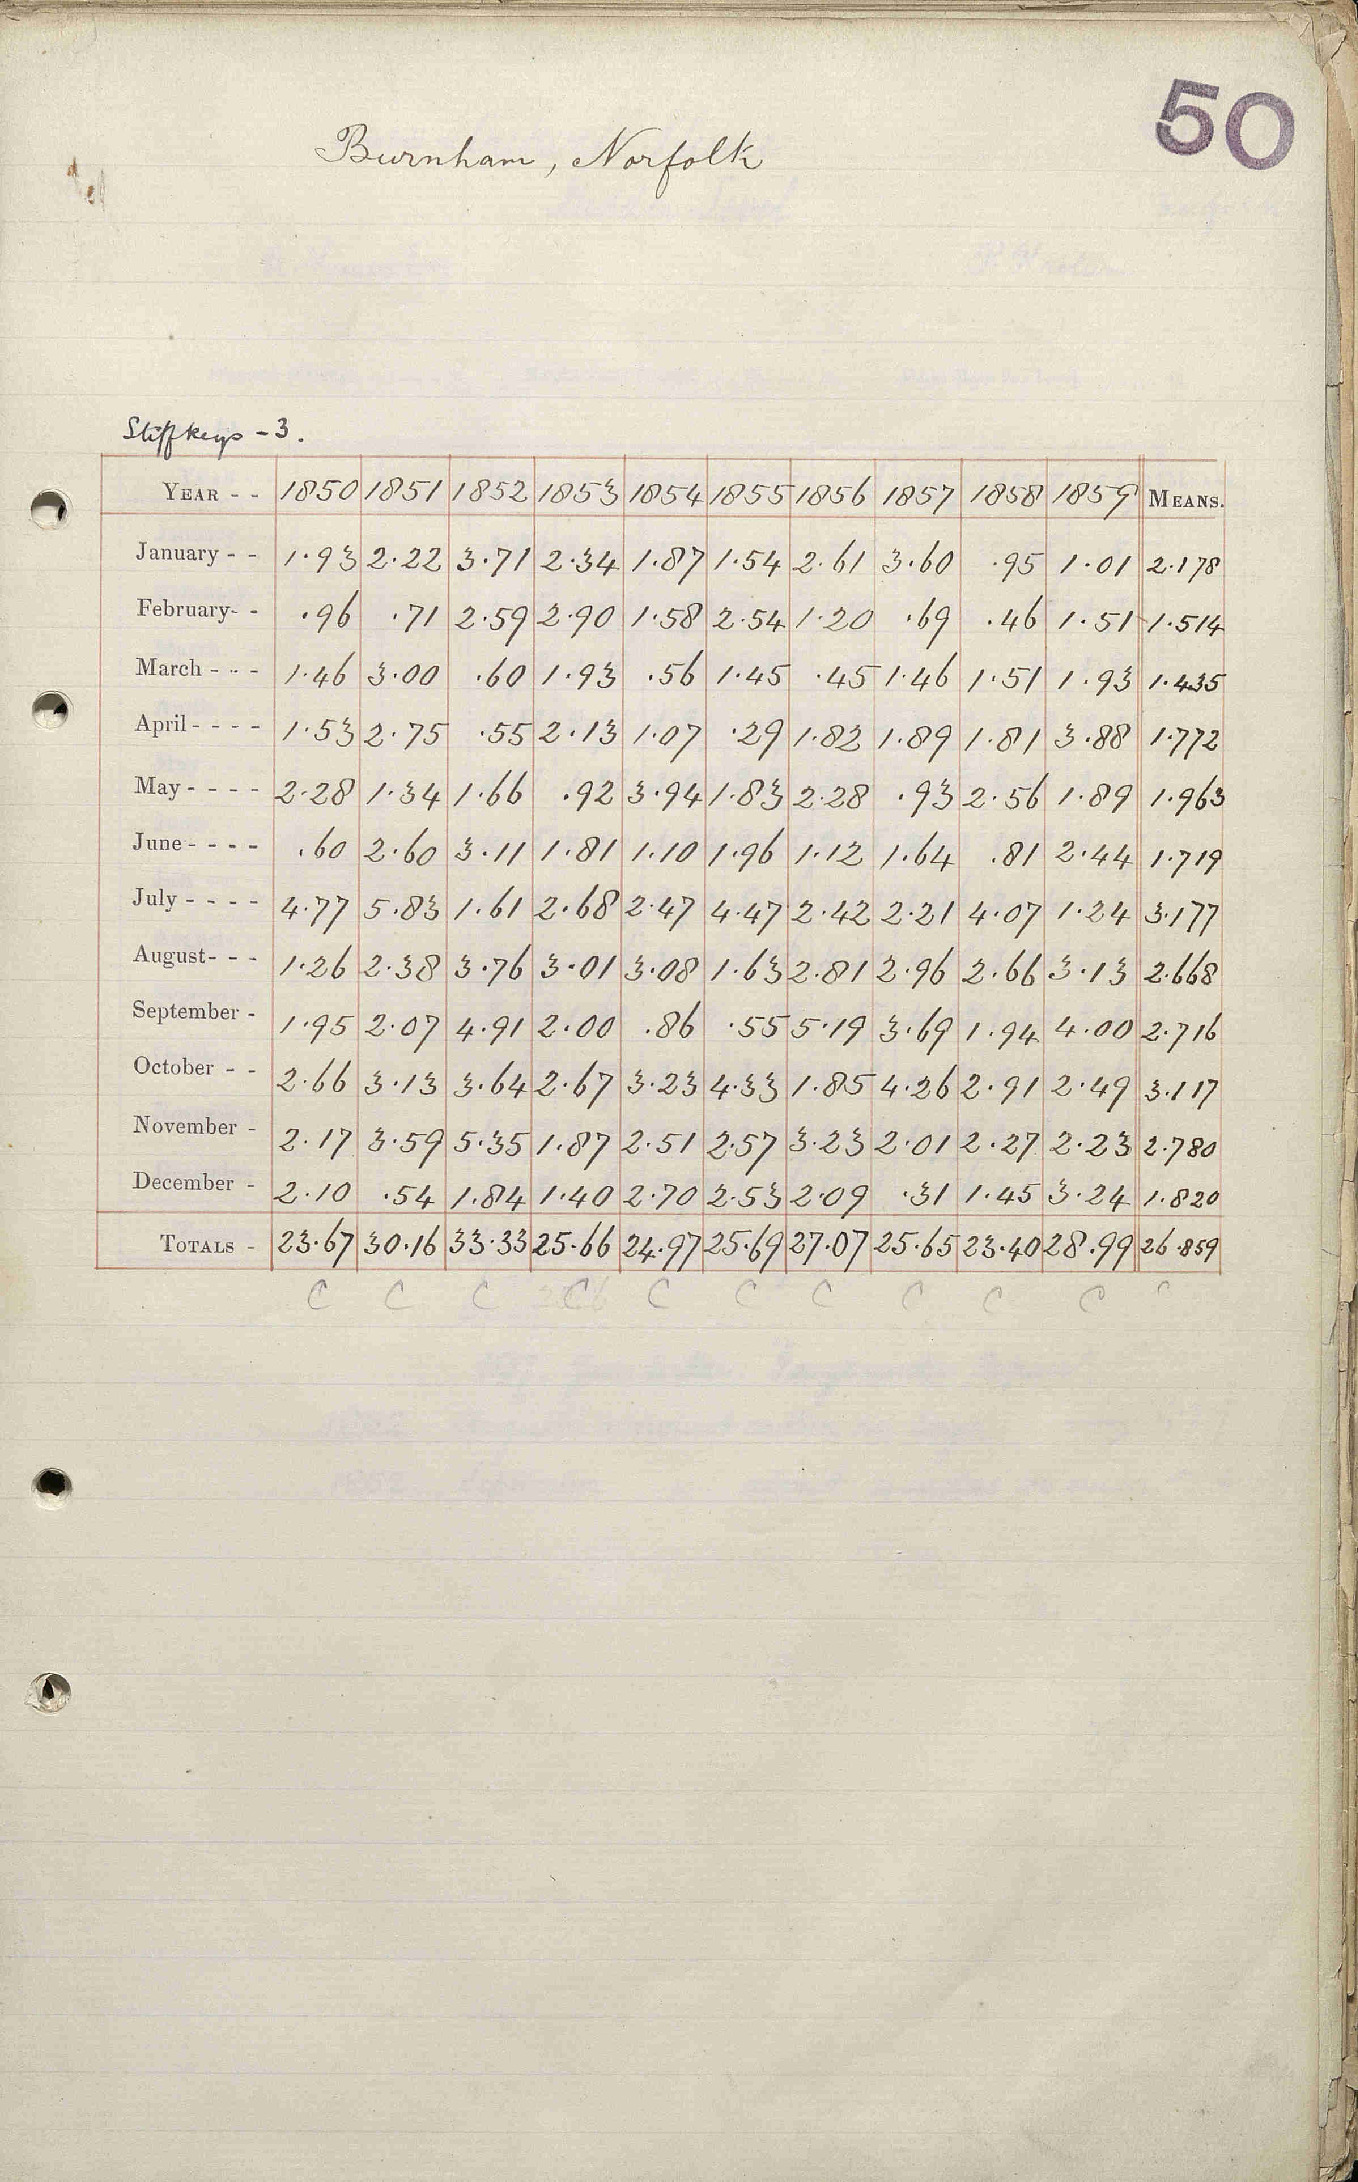 50
Burnham, Norfolk
Stiffkeys - 3.
YEAR - - 1850 1851 1852 1853 1854 1855 1856 1857 1858 1859 MEANS.
January - - 1·93 2·22 3·71 2·34 1·87 1·54 2·61 3·60 ·95 1·01 2·178
February- - ·96 ·71 2·59 2·90 1·58 2·54 1·20 ·69 ·46 1·51 1·514
March - - - 1·46 3·00 ·60 1·93 ·56 1·45 ·45 1·46 1·51 1·93 1·435
April - - - - 1·53 2·75 ·55 2·13 1·07 ·29 1·82 1·89 1·81 3·88 1·772
May - - - - 2·28 1·34 1·66 ·92 3·94 1·83 2·28 ·93 2·56 1·89 1·963
June - - - - ·60 2·60 3·11 1·81 1·10 1·96 1·12 1·64 ·81 2·44 1·719
July - - - - 4·77 5·83 1·61 2·68 2·47 4·47 2·42 2·21 4·07 1·24 3·177
August- - - 1·26 2·38 3·76 3·01 3·08 1·63 2·81 2·96 2·66 3·13 2·668
September - 1·95 2·07 4·91 2·00 ·86 ·55 5·19 3·69 1·94 4·00 2·716
October - - 2·66 3·13 3·64 2·67 3·23 4·33 1·85 4·26 2·91 2·49 3·117
November - 2·17 3·59 5·35 1·87 2·51 2·57 3·23 2·01 2·27 2·23 2·780
December - 2·10 ·54 1·84 1·40 2·70 2·53 2·09 ·31 1·45 3·24 1·820
TOTALS - 23·67 30·16 33·33 25·66 24·97 25·69 27·07 25·65 23·40 28·99 26·859
C C C C C C C C C C C